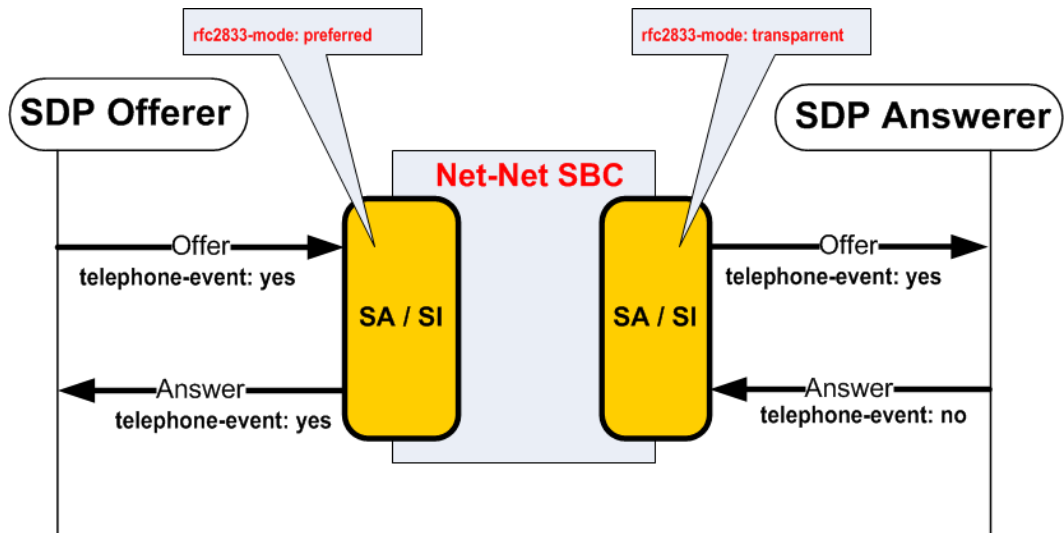 rfc2833-mode: preferred
rfc2833-mode: transparrent
SDP Offerer
SDP Answerer
Net-Net SBC
Offer
telephone-event: yes
Offer
telephone-event: yes
SA / SI
SA / SI
Answer
telephone-event: yes
Answer
telephone-event: no